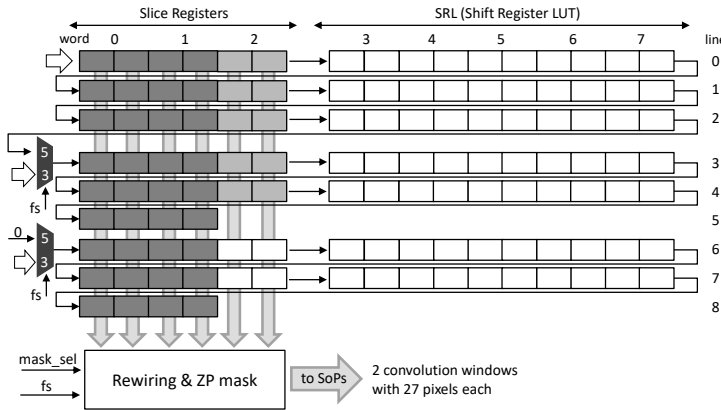 Slice Registers SRL (Shift Register LUT)
word 0 1 2 3 4 5 6 7 line
0
1
2
5
3
3
fs
4
5
0
5
6
3
fs
7
8
mask_sel
fs
Rewiring & ZP mask
to SoPs
2 convolution windows
with 27 pixels each